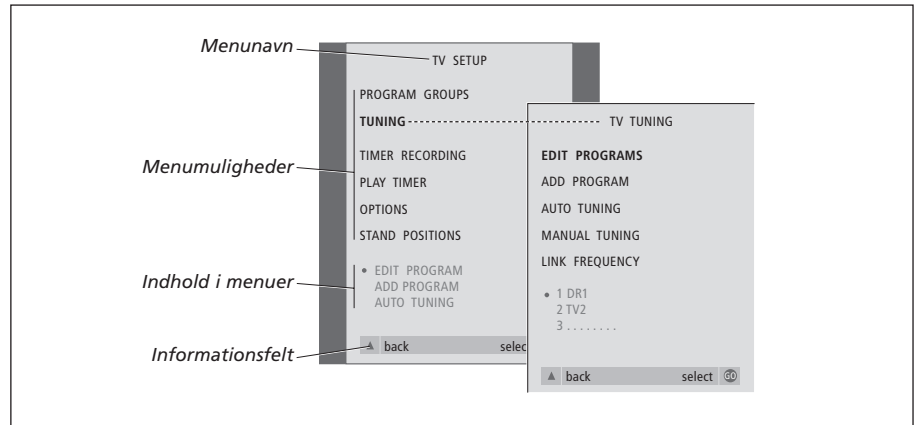 Menunavn
TV SETUP
PROGRAM GROUPS
TUNING
Menumuligheder
TIMER RECORDING
PLAY TIMER
OPTIONS
STAND POSITIONS
Indhold i menuer
• EDIT PROGRAM
ADD PROGRAM
AUTO TUNING
Informationsfelt
▲ back selec
TV TUNING
EDIT PROGRAMS
ADD PROGRAM
AUTO TUNING
MANUAL TUNING
LINK FREQUENCY
• 1 DR1
2 TV2
3 . . . . . . . .
▲ back select GO